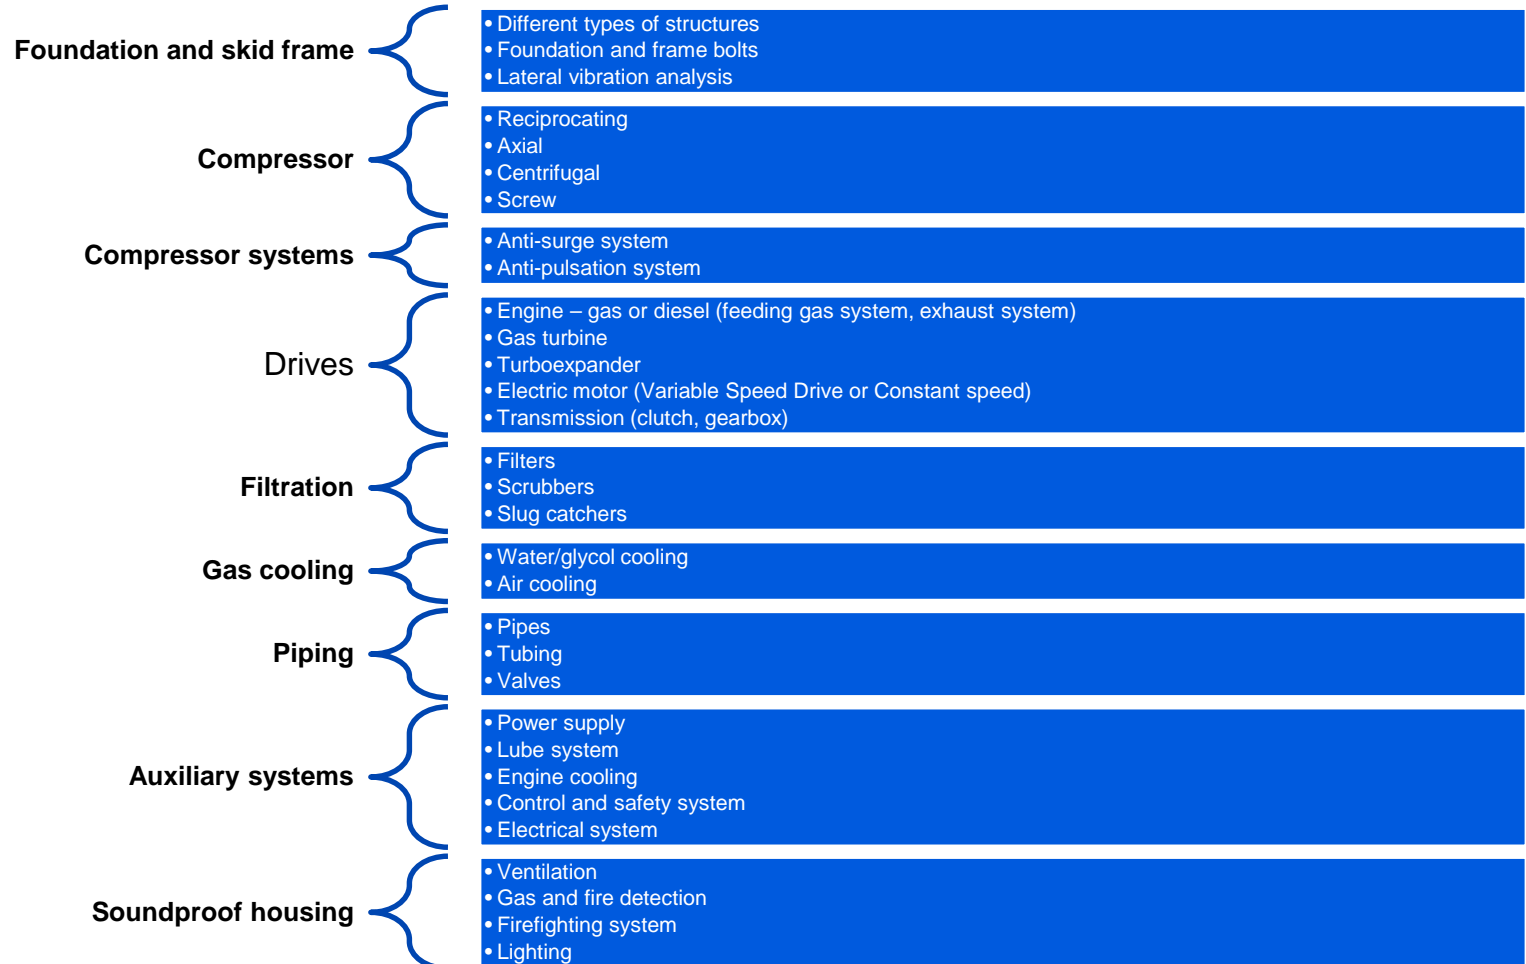 Foundation and skid frame
• Different types of structures
• Foundation and frame bolts
• Lateral vibration analysis
Compressor
• Reciprocating
• Axial
• Centrifugal
• Screw
Compressor systems
• Anti-surge system
• Anti-pulsation system
Drives
• Engine – gas or diesel (feeding gas system, exhaust system)
• Gas turbine
• Turboexpander
• Electric motor (Variable Speed Drive or Constant speed)
• Transmission (clutch, gearbox)
Filtration
• Filters
• Scrubbers
• Slug catchers
Gas cooling
• Water/glycol cooling
• Air cooling
Piping
• Pipes
• Tubing
• Valves
Auxiliary systems
• Power supply
• Lube system
• Engine cooling
• Control and safety system
• Electrical system
Soundproof housing
• Ventilation
• Gas and fire detection
• Firefighting system
• Lighting